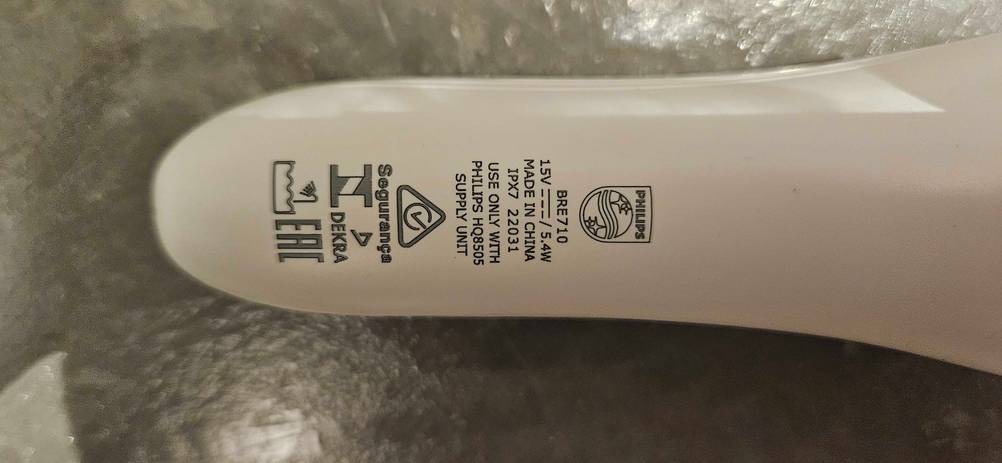 PHILIPS
BRE710
15V ⎓ / 5.4W
MADE IN CHINA
IPX7 22031
USE ONLY WITH
PHILIPS HQ8505
SUPPLY UNIT
Segurança
N DEKRA
EAC